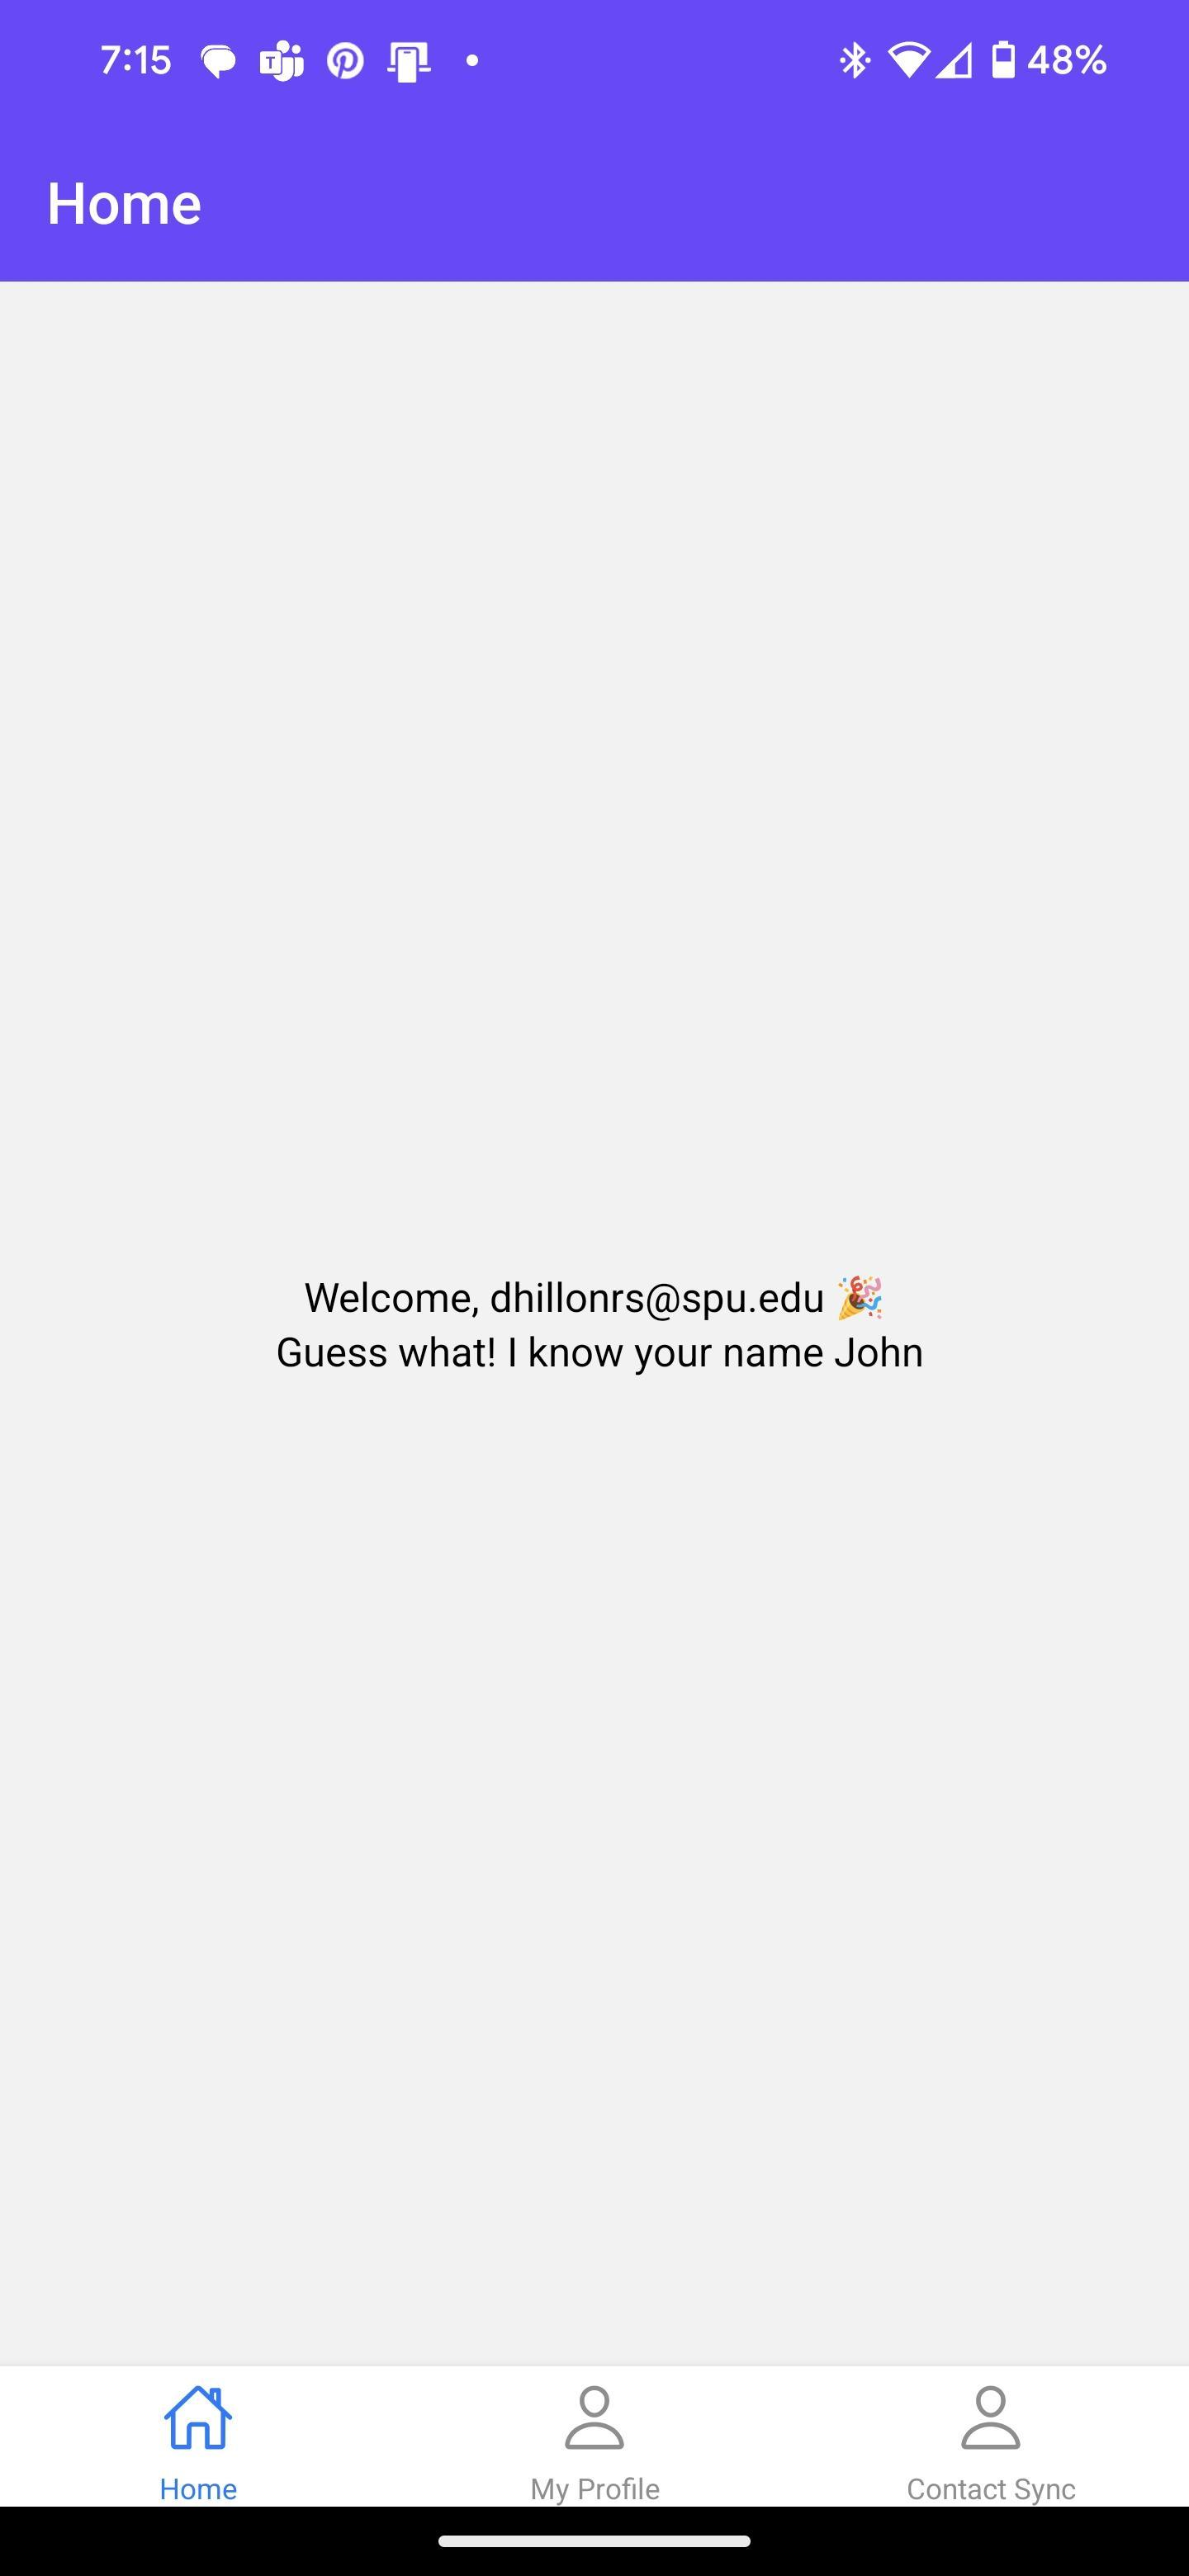 7:15 48%
Home
Welcome, dhillonrs@spu.edu 🎉
Guess what! I know your name John
Home My Profile Contact Sync